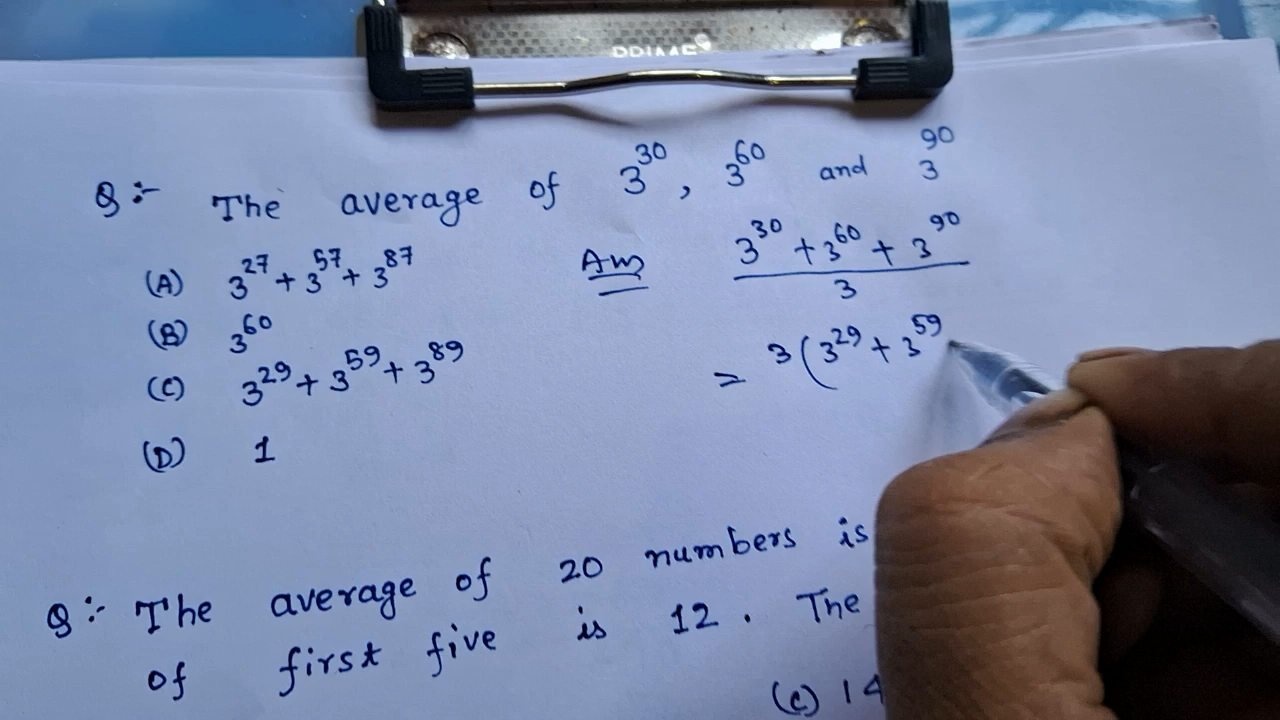 PRIME
Q:- The average of 3^30, 3^60 and 3^90
(A) 3^27 + 3^57 + 3^87
(B) 3^60
(C) 3^29 + 3^59 + 3^89
(D) 1
Ans 3^30 + 3^60 + 3^90
3
= 3(3^29 + 3^59
Q:- The average of 20 numbers is
of first five is 12. The
(C) 14